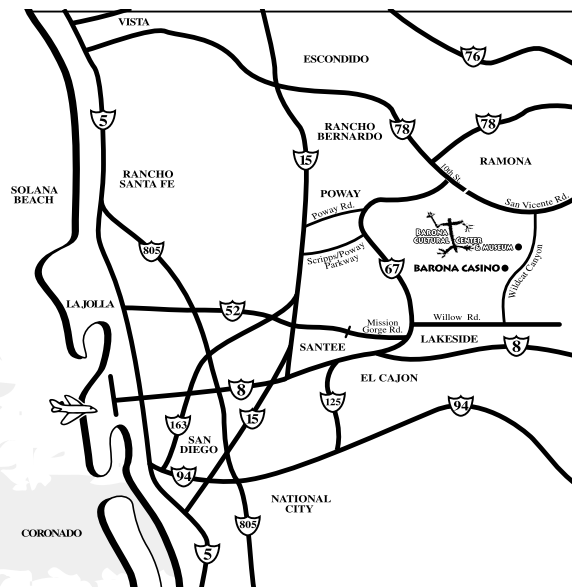 VISTA
ESCONDIDO
76
5
78
78
RANCHO
BERNARDO
15
RAMONA
10th St.
RANCHO
SANTA FE
SOLANA
BEACH
POWAY
Poway Rd.
San Vicente Rd.
BARONA
CULTURAL CENTER
& MUSEUM
805
Scripps/Poway
Parkway
67
BARONA CASINO
Wildcat Canyon
LA JOLLA
52
Mission
Gorge Rd.
Willow Rd.
SANTEE
LAKESIDE
8
8
EL CAJON
125
94
163
15
SAN
DIEGO
94
NATIONAL
CITY
805
CORONADO
5